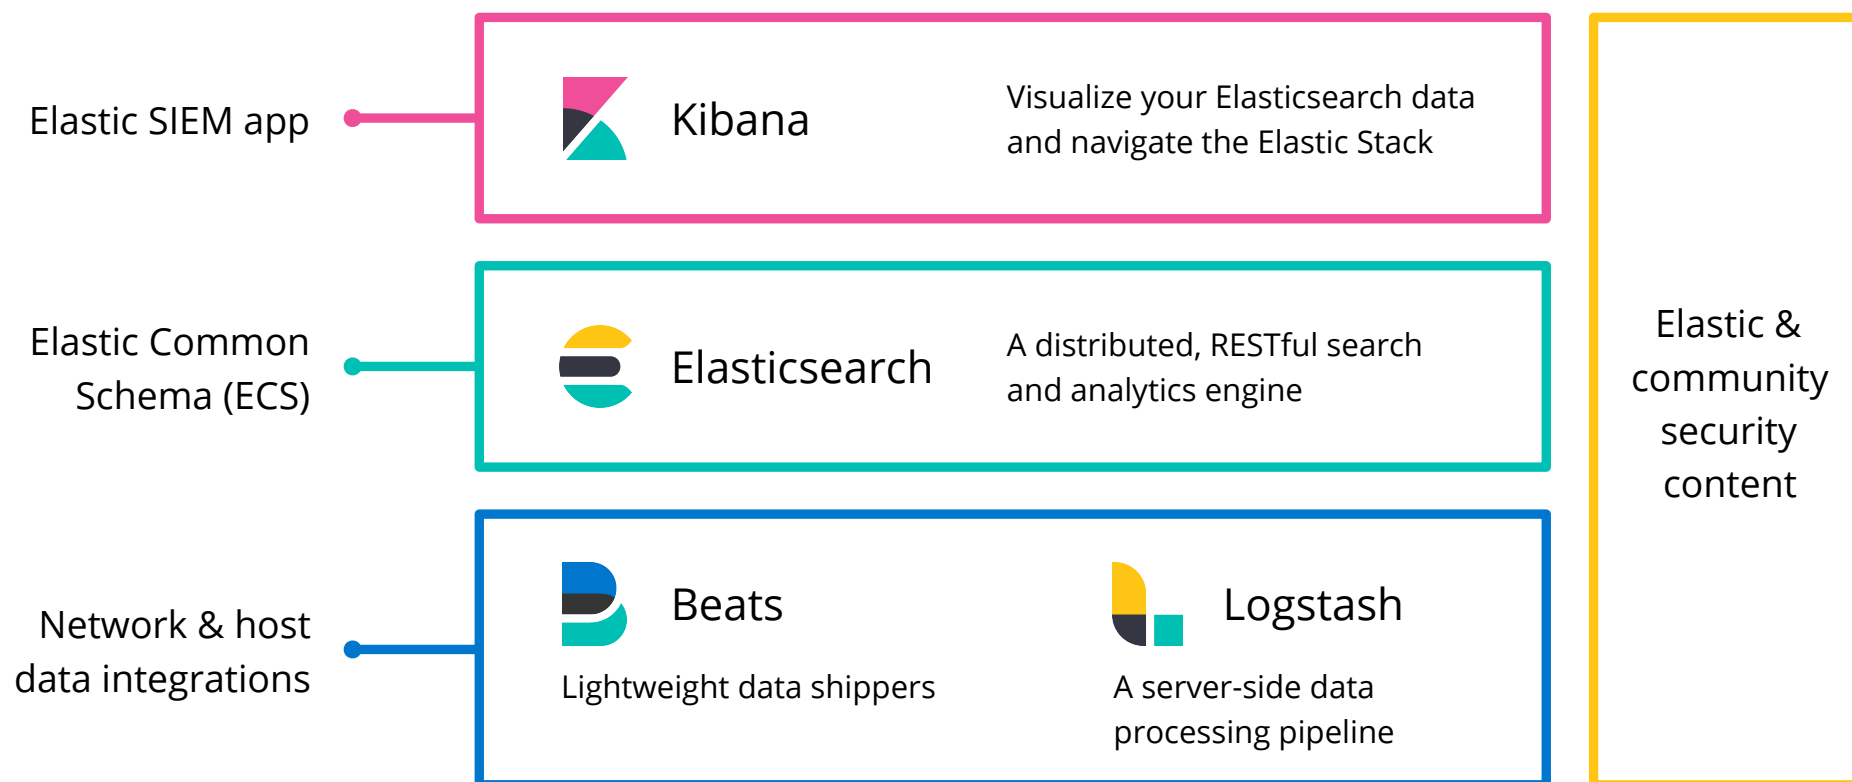 Elastic SIEM app
Kibana
Visualize your Elasticsearch data
and navigate the Elastic Stack
Elastic Common
Schema (ECS)
Elasticsearch
A distributed, RESTful search
and analytics engine
Network & host
data integrations
Beats
Lightweight data shippers
Logstash
A server-side data
processing pipeline
Elastic &
community
security
content